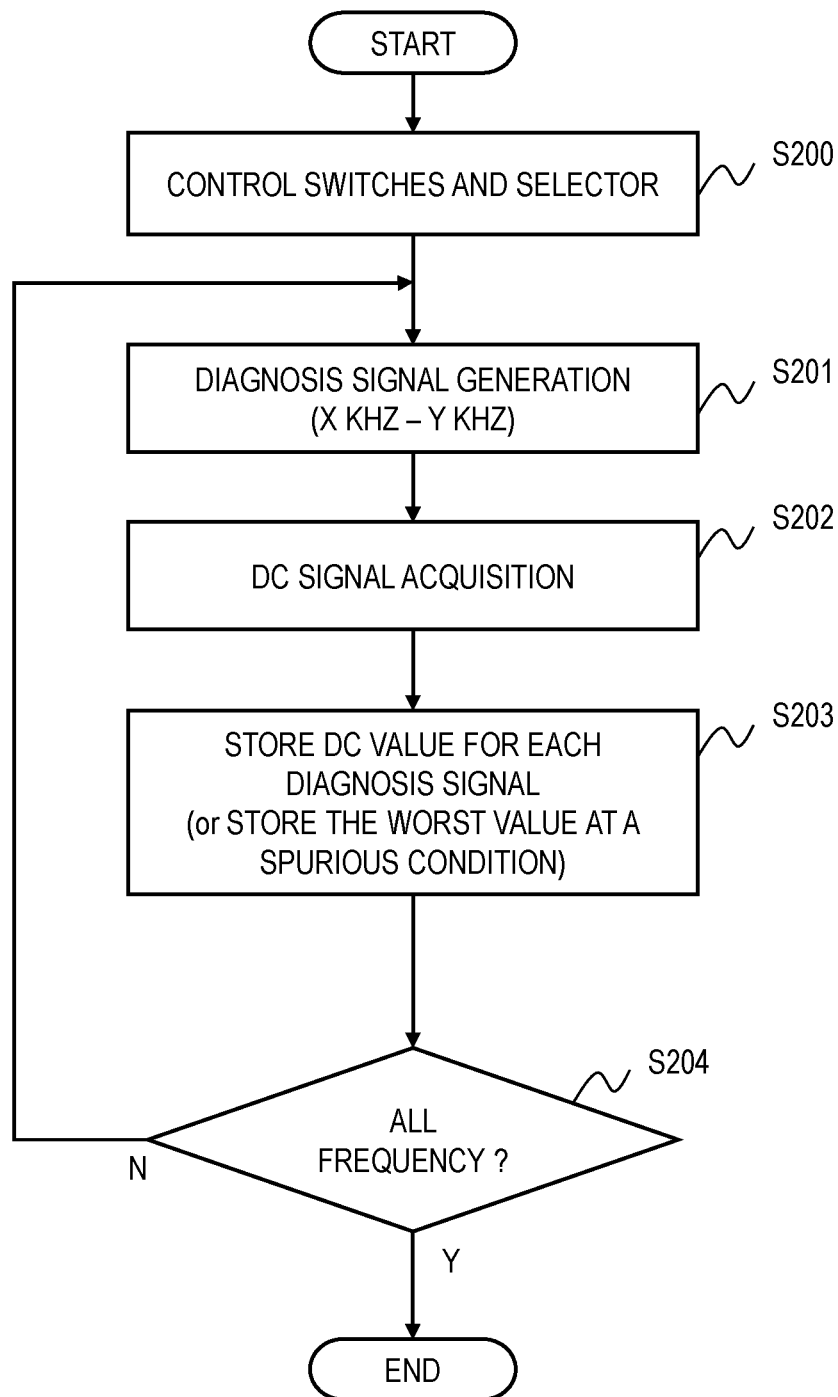 START
CONTROL SWITCHES AND SELECTOR
S200
DIAGNOSIS SIGNAL GENERATION
(X KHZ – Y KHZ)
S201
DC SIGNAL ACQUISITION
S202
STORE DC VALUE FOR EACH
DIAGNOSIS SIGNAL
(or STORE THE WORST VALUE AT A
SPURIOUS CONDITION)
S203
ALL
FREQUENCY ?
S204
N
Y
END